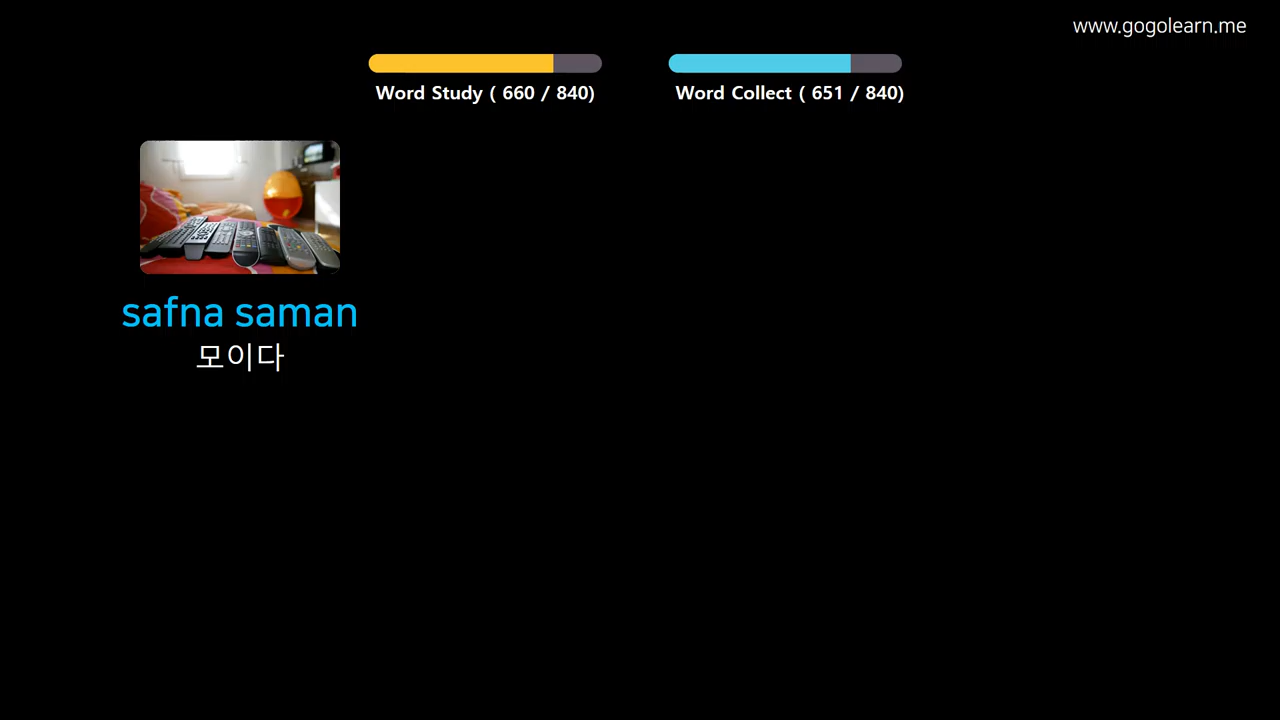 www.gogolearn.me
Word Study ( 660 / 840)
Word Collect ( 651 / 840)
safna saman
모이다